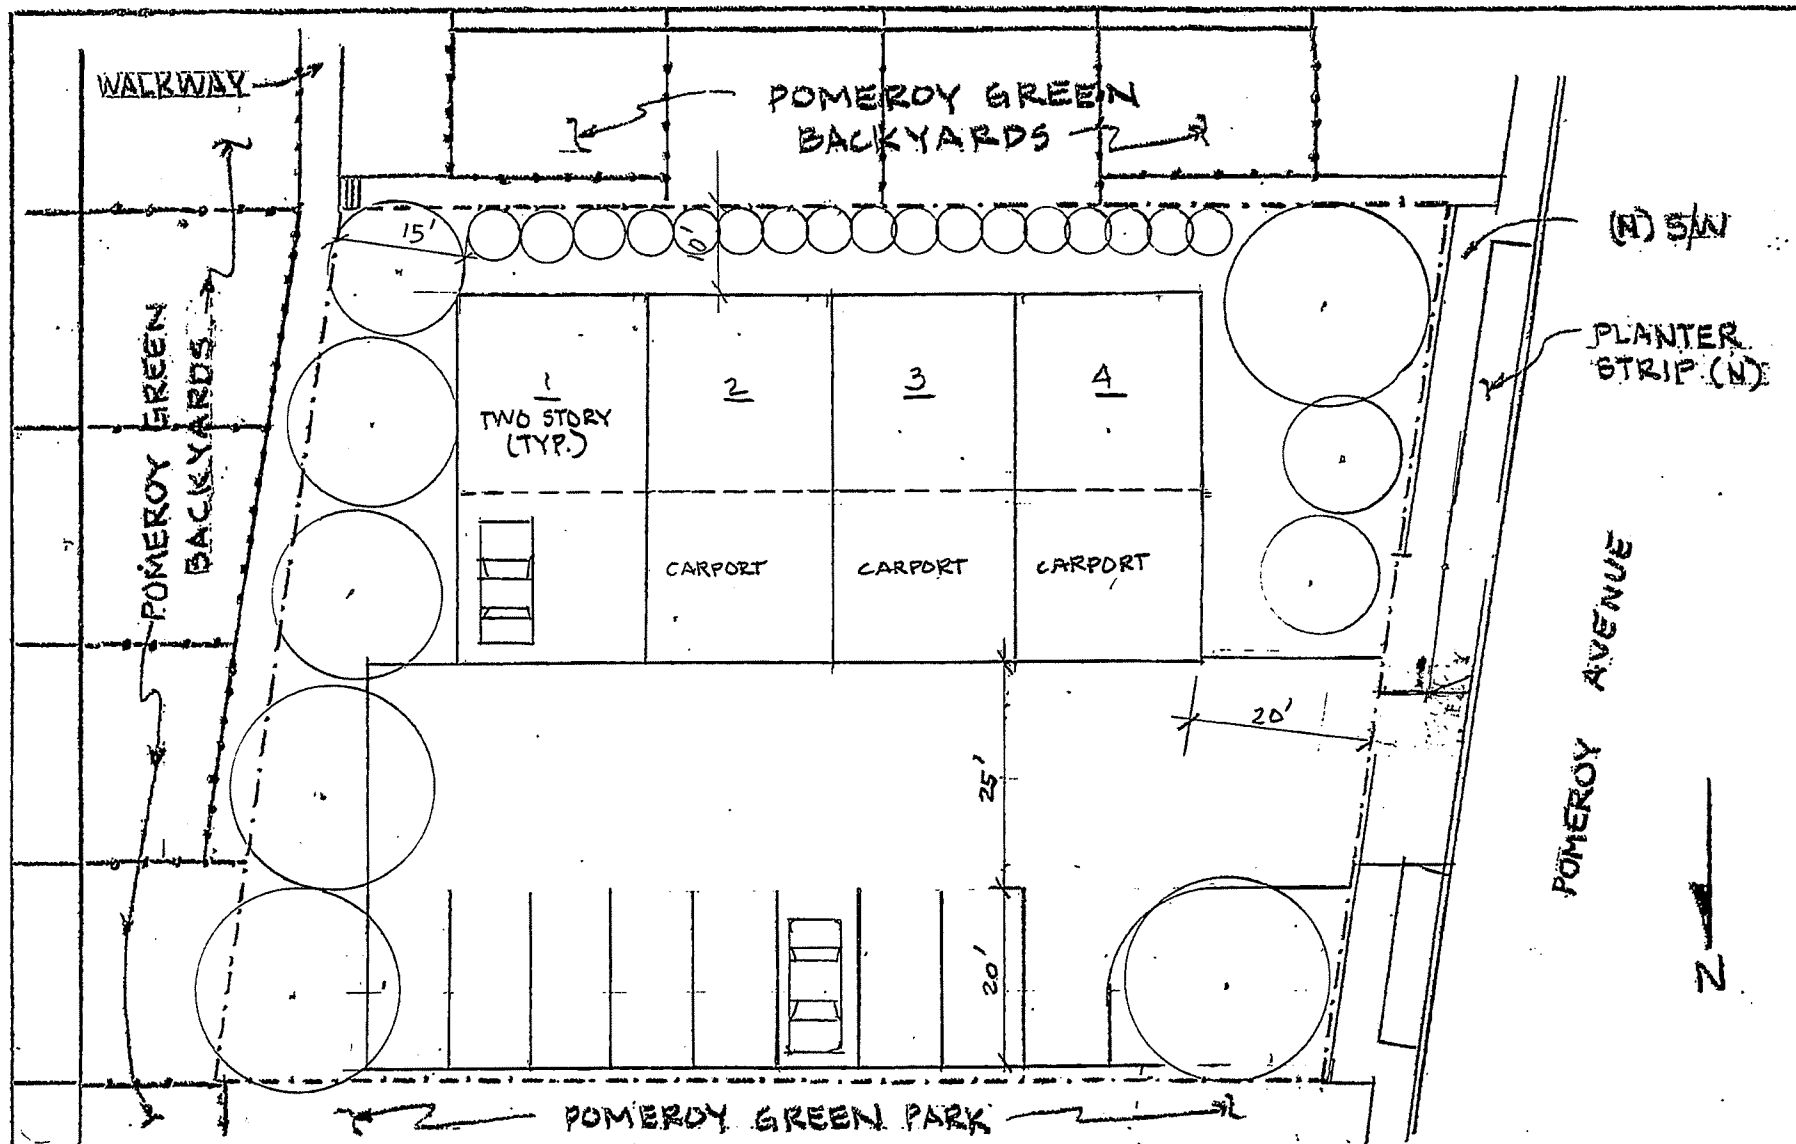 WALKWAY
POMEROY GREEN
BACKYARDS
15'
10'
(N) S/W
PLANTER
STRIP (N)
POMEROY GREEN
BACKYARDS
1
TWO STORY
(TYP.)
2
3
4
CARPORT
CARPORT
CARPORT
20'
25'
20'
POMEROY AVENUE
N
POMEROY GREEN PARK